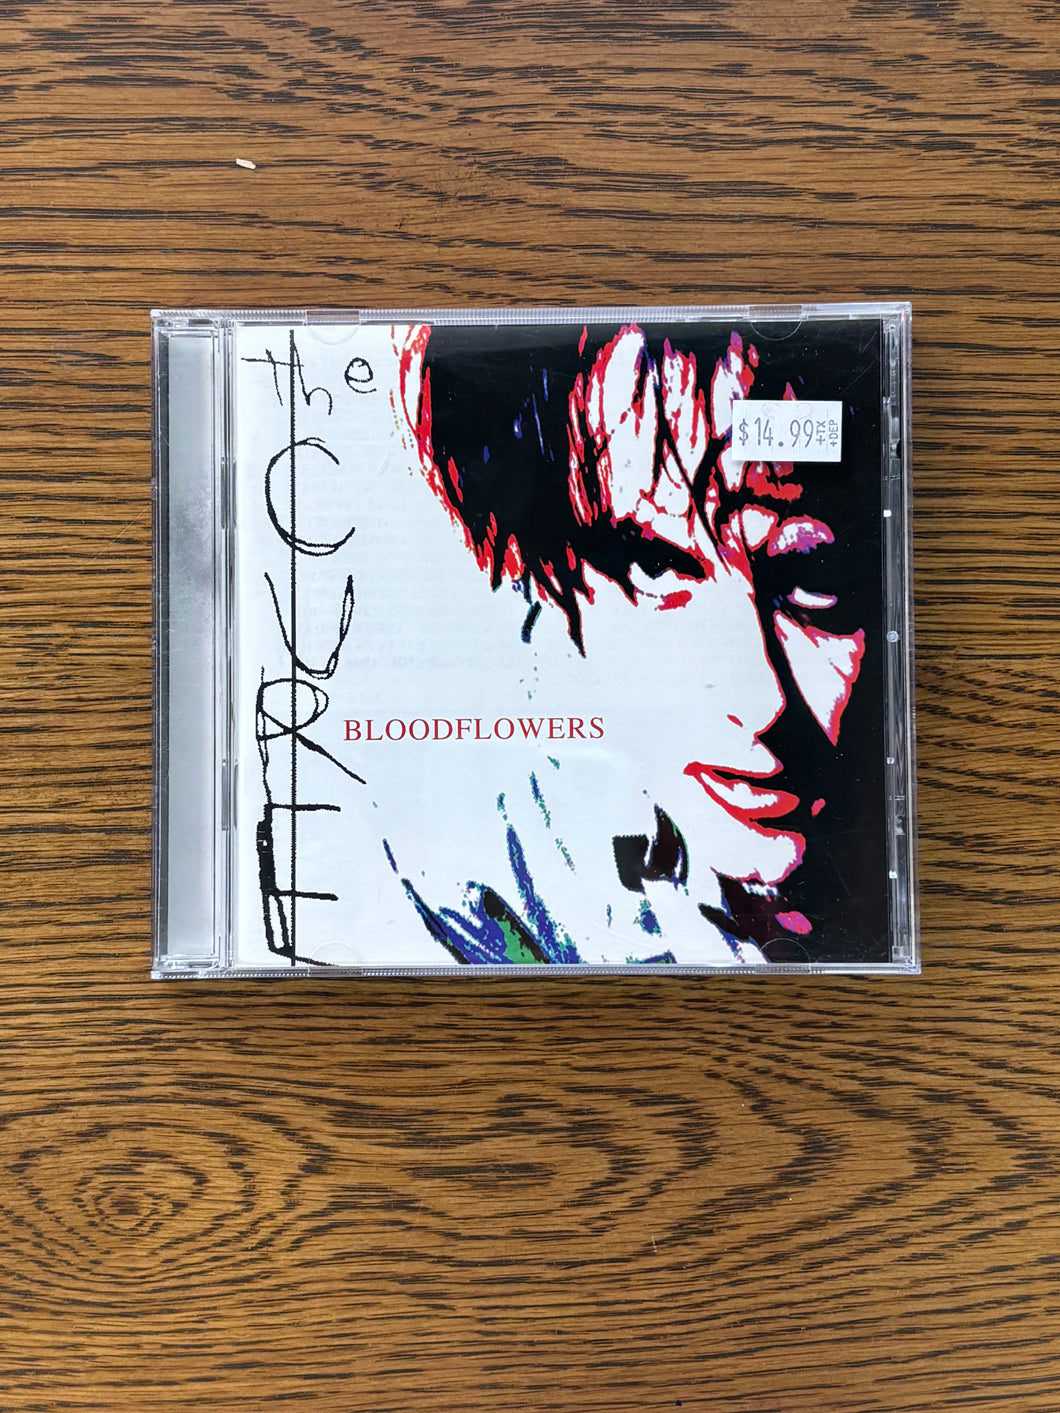 the CURE
BLOODFLOWERS
$14.99 +TX
+DEP